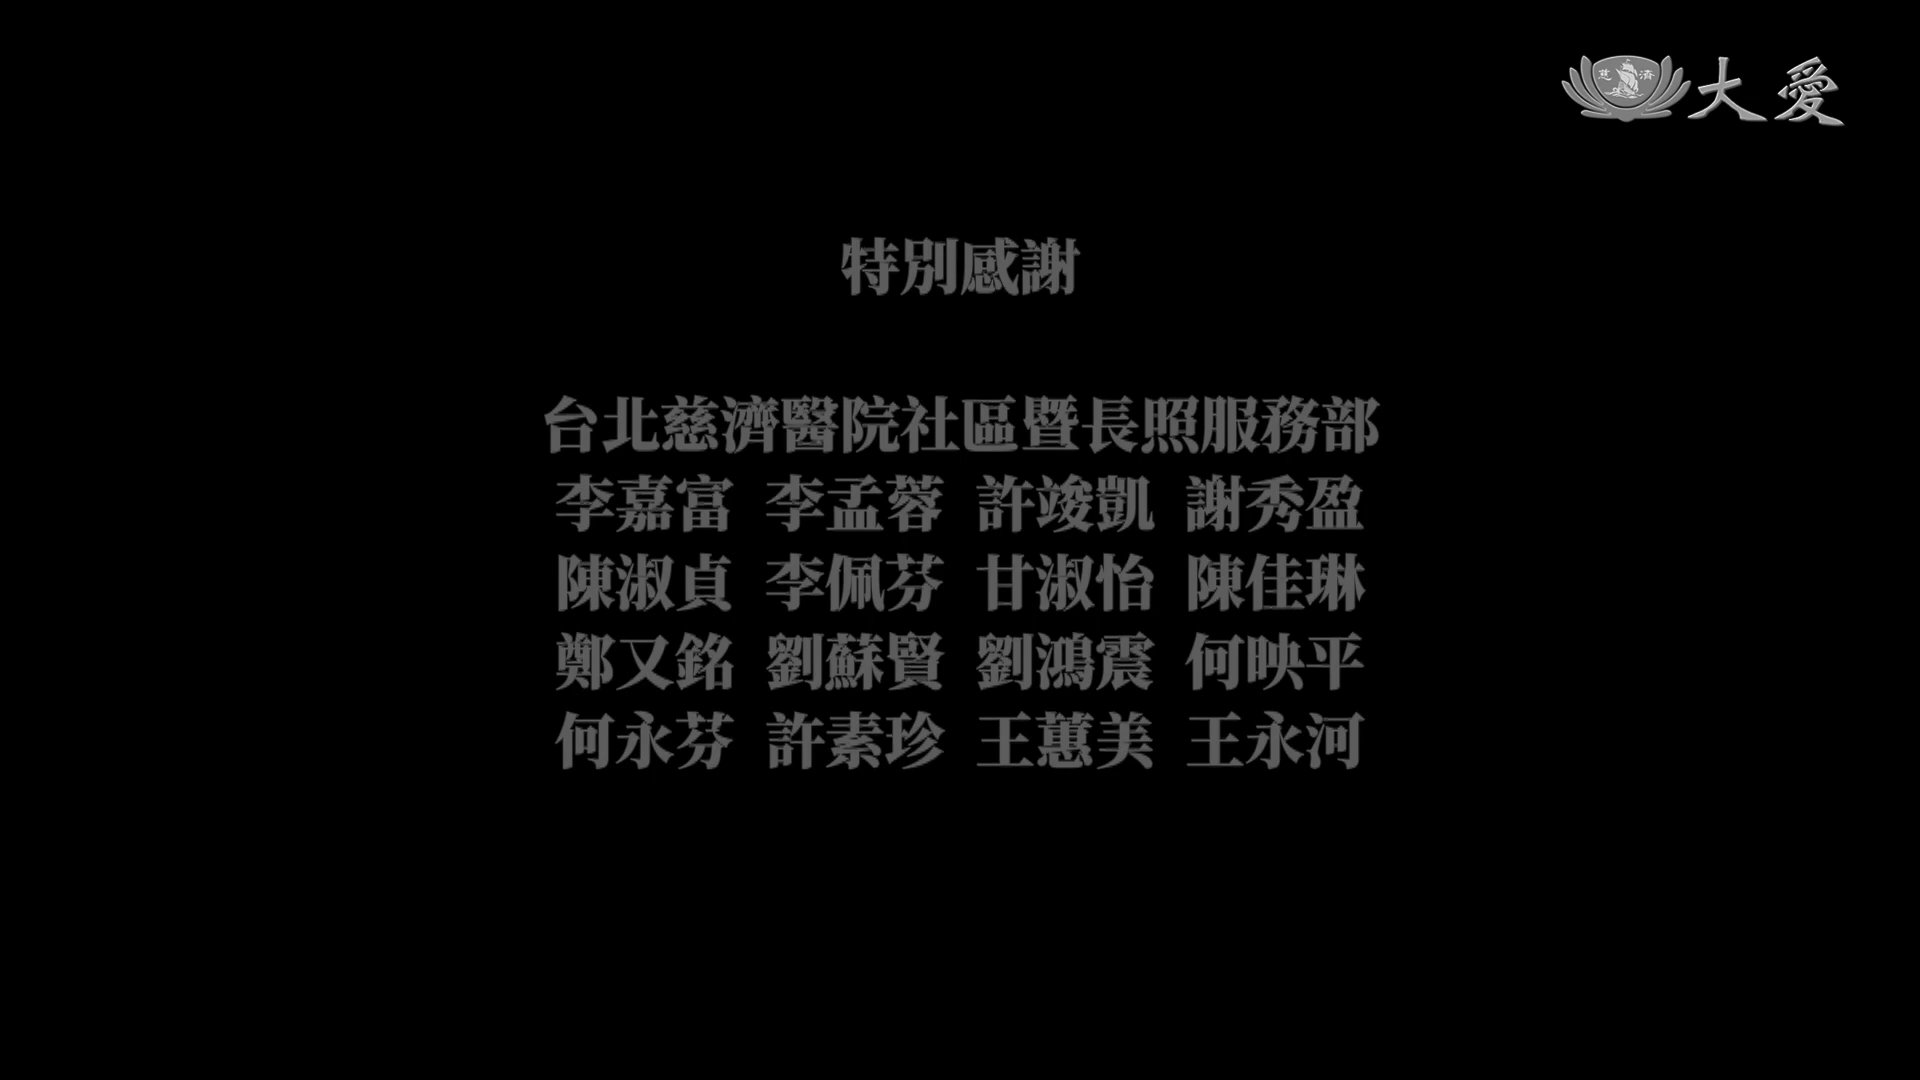 慈濟
大愛
特別感謝
台北慈濟醫院社區暨長照服務部
李嘉富 李孟蓉 許竣凱 謝秀盈
陳淑貞 李佩芬 甘淑怡 陳佳琳
鄭又銘 劉蘇賢 劉鴻震 何映平
何永芬 許素珍 王蕙美 王永河